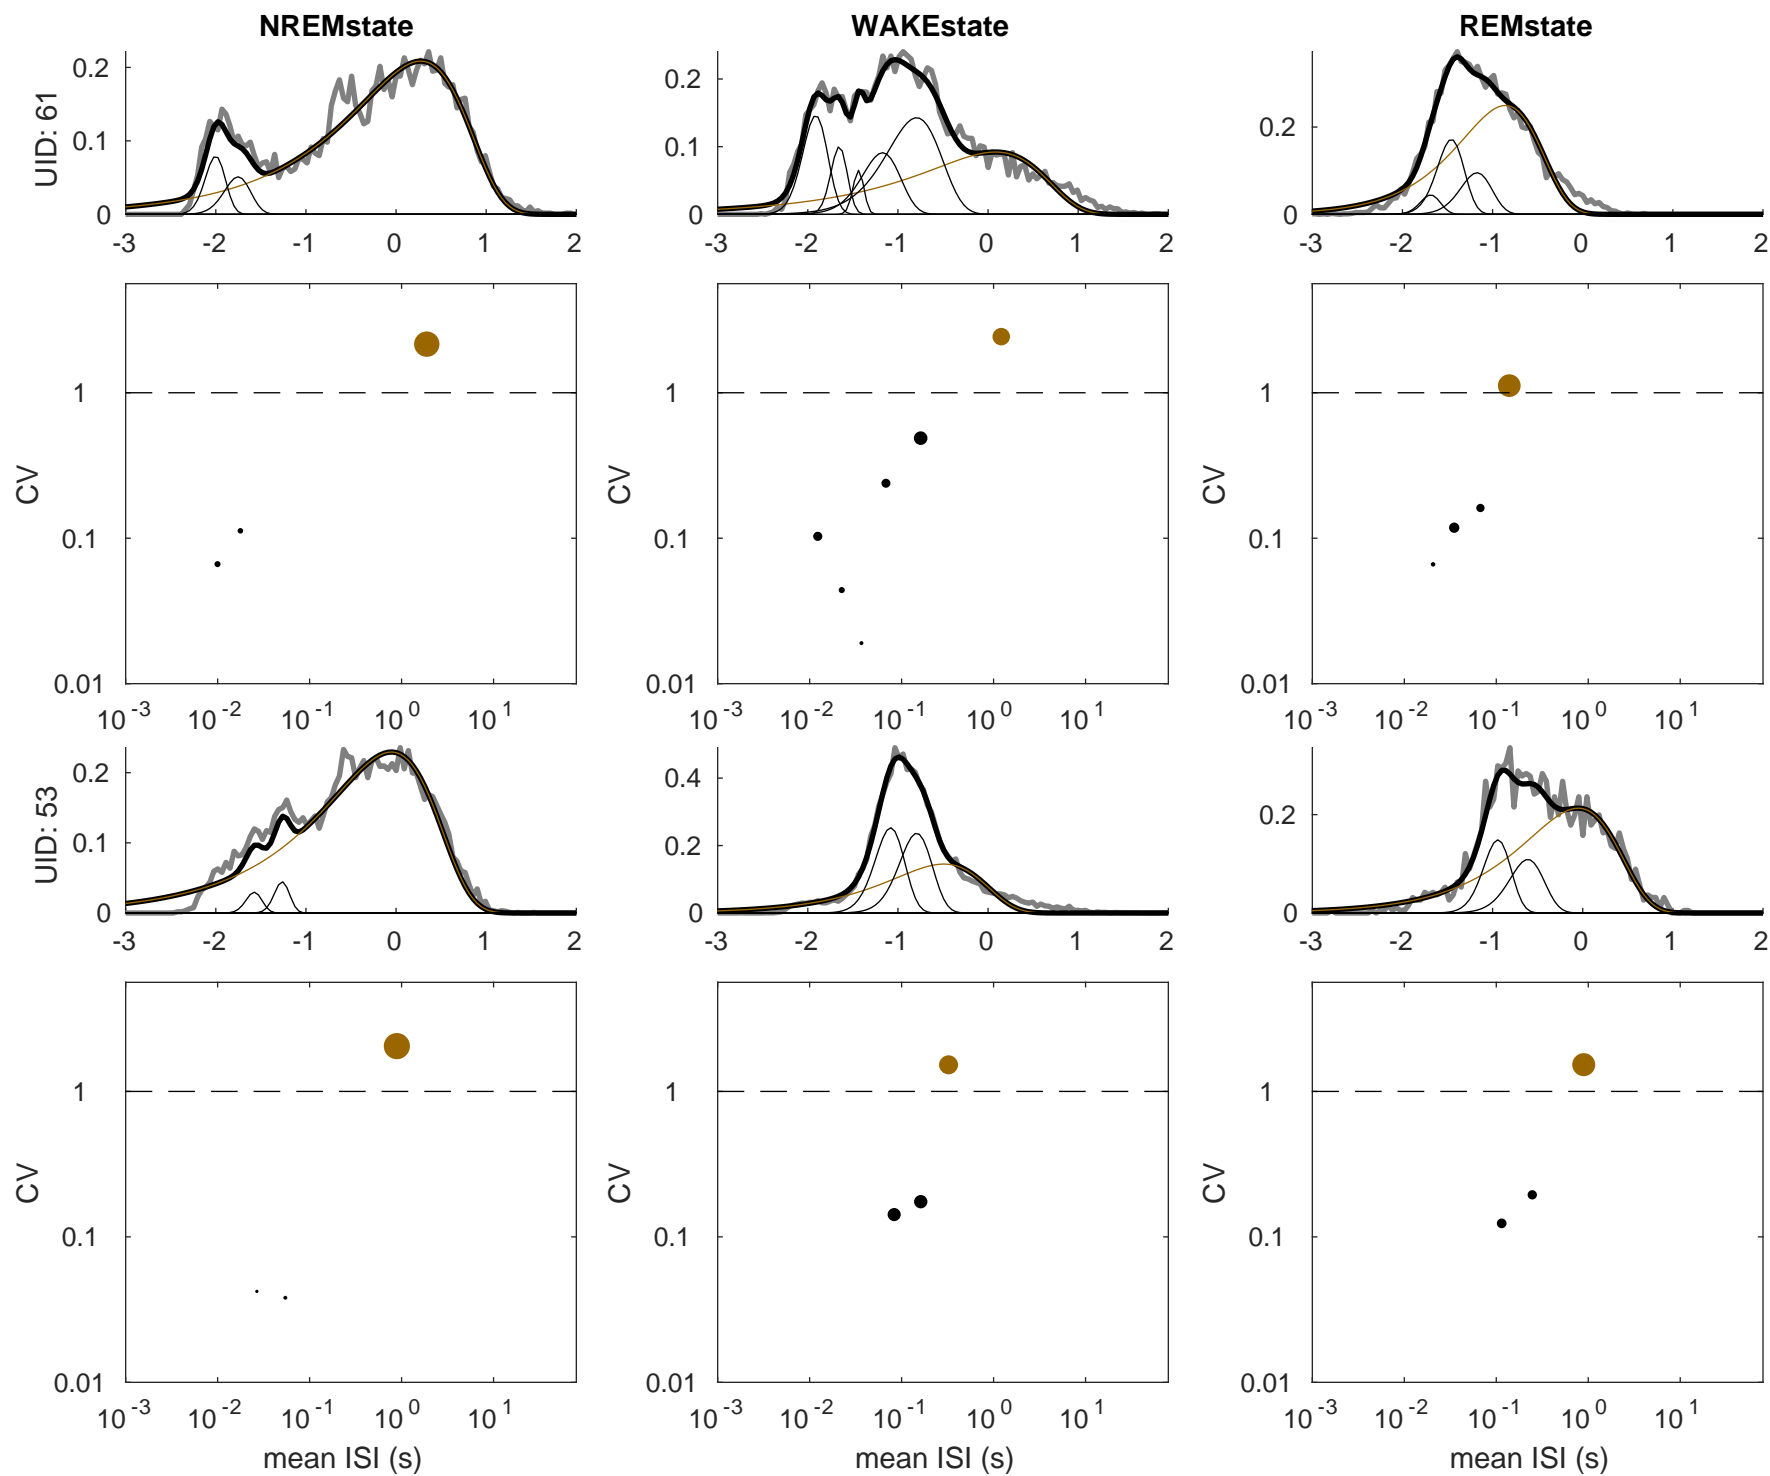 NREMstate WAKEstate REMstate
UID: 61
0.2 0.1 0
0.2 0.1 0
0.2 0
-3 -2 -1 0 1 2
-3 -2 -1 0 1 2
-3 -2 -1 0 1 2
CV 1 0.1 0.01
CV 1 0.1 0.01
CV 1 0.1 0.01
10^-3 10^-2 10^-1 10^0 10^1
10^-3 10^-2 10^-1 10^0 10^1
10^-3 10^-2 10^-1 10^0 10^1
UID: 53
0.2 0.1 0
0.4 0.2 0
0.2 0
-3 -2 -1 0 1 2
-3 -2 -1 0 1 2
-3 -2 -1 0 1 2
CV 1 0.1 0.01
CV 1 0.1 0.01
CV 1 0.1 0.01
10^-3 10^-2 10^-1 10^0 10^1
10^-3 10^-2 10^-1 10^0 10^1
10^-3 10^-2 10^-1 10^0 10^1
mean ISI (s) mean ISI (s) mean ISI (s)